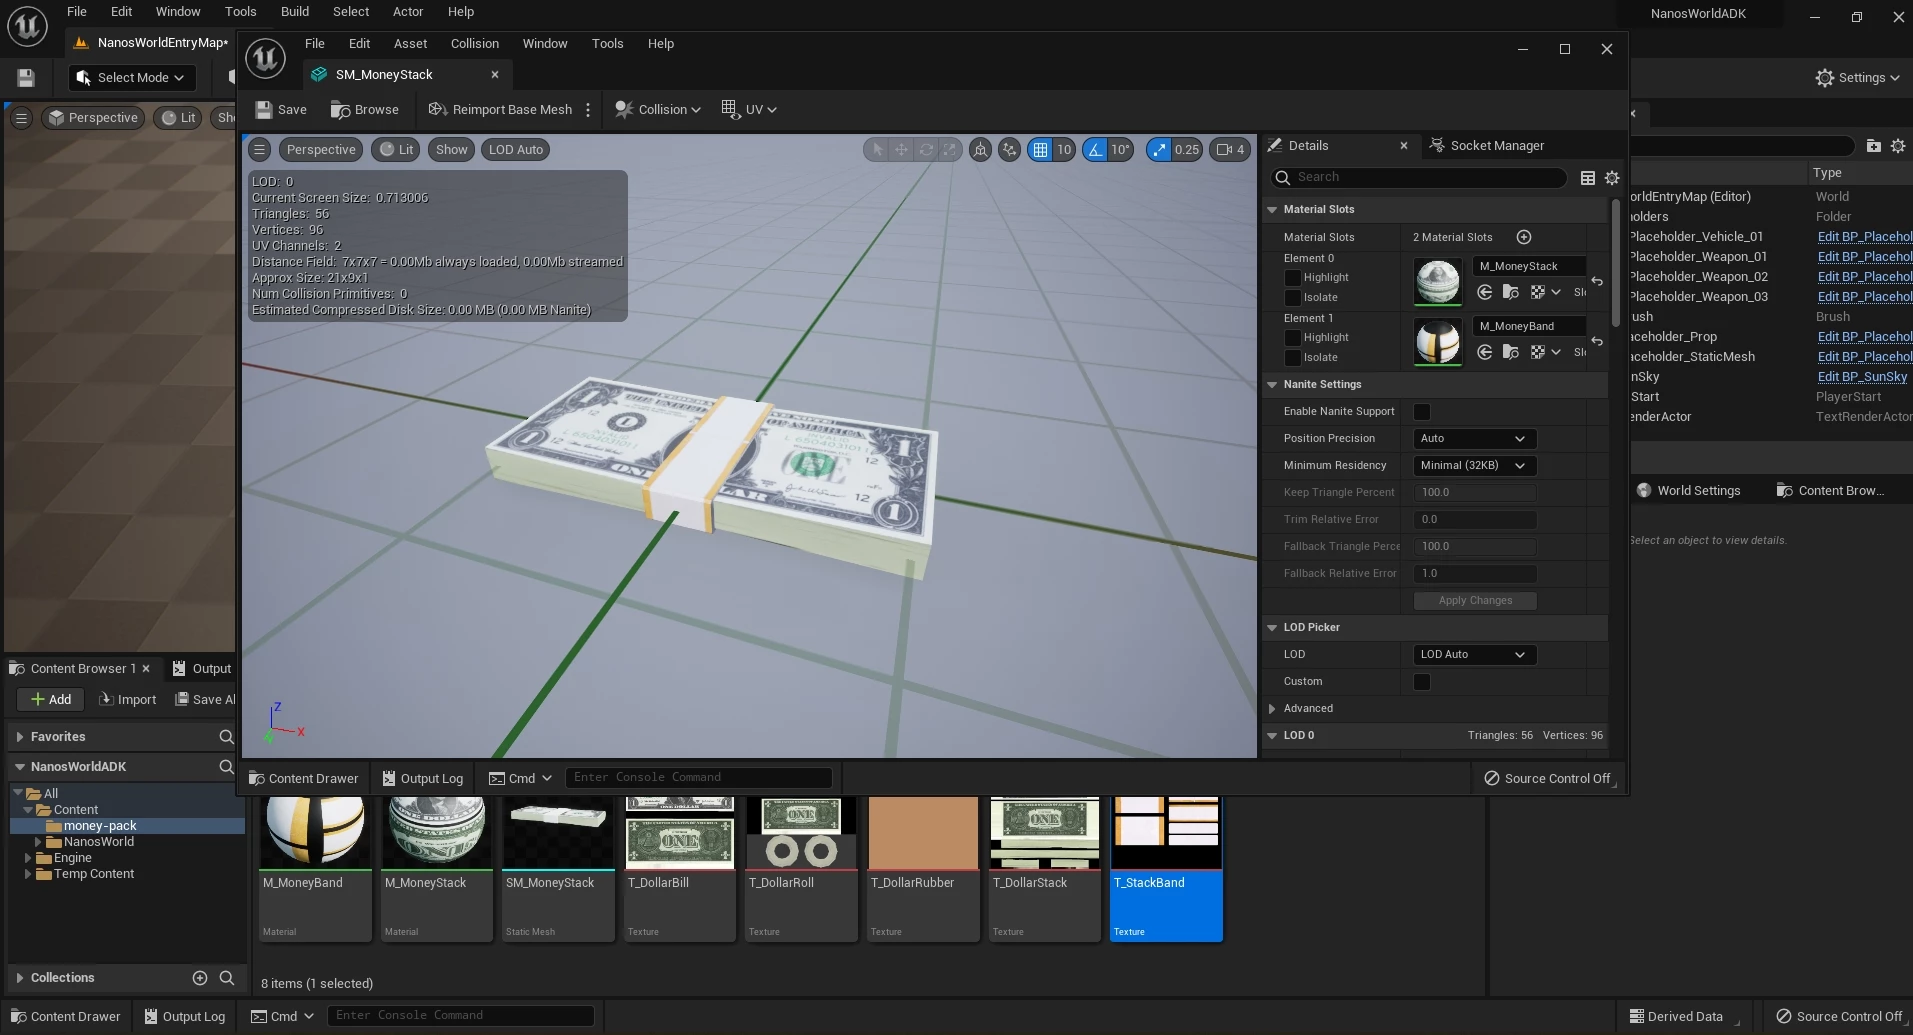 File Edit Window Tools Build Select Actor Help
NanosWorldADK
NanosWorldEntryMap*
File Edit Asset Collision Window Tools Help
SM_MoneyStack
Select Mode
Settings
Save Browse Reimport Base Mesh Collision UV
Perspective Lit
Perspective Lit Show LOD Auto
10 10° 0.25 4
Details Socket Manager
Search
LOD: 0
Current Screen Size: 0.713006
Triangles: 56
Vertices: 96
UV Channels: 2
Distance Field: 7x7x7 = 0.00Mb always loaded, 0.00Mb streamed
Approx Size: 21x9x1
Num Collision Primitives: 0
Estimated Compressed Disk Size: 0.00 MB (0.00 MB Nanite)
Material Slots
Material Slots 2 Material Slots
Element 0
M_MoneyStack
Highlight
Isolate
Element 1
M_MoneyBand
Highlight
Isolate
Nanite Settings
Enable Nanite Support
Position Precision Auto
Minimum Residency Minimal (32KB)
Keep Triangle Percent 100.0
Trim Relative Error 0.0
Fallback Triangle Perce 100.0
Fallback Relative Error 1.0
Apply Changes
LOD Picker
LOD LOD Auto
Custom
Advanced
LOD 0 Triangles: 56 Vertices: 96
Type
orldEntryMap (Editor) World
olders Folder
Placeholder_Vehicle_01 Edit BP_Placehol
Placeholder_Weapon_01 Edit BP_Placehol
Placeholder_Weapon_02 Edit BP_Placehol
Placeholder_Weapon_03 Edit BP_Placehol
rush Brush
aceholder_Prop Edit BP_Placehol
aceholder_StaticMesh Edit BP_Placehol
nSky Edit BP_SunSky
Start PlayerStart
enderActor TextRenderActor
World Settings Content Brow...
Select an object to view details.
Z
X
Content Drawer Output Log Cmd Enter Console Command Source Control Off
Content Browser 1 Output
Add Import Save Al
Favorites
NanosWorldADK
All
Content
money-pack
NanosWorld
Engine
Temp Content
Collections
M_MoneyBand
Material
M_MoneyStack
Material
SM_MoneyStack
Static Mesh
T_DollarBill
Texture
T_DollarRoll
Texture
T_DollarRubber
Texture
T_DollarStack
Texture
T_StackBand
Texture
8 items (1 selected)
Content Drawer Output Log Cmd Enter Console Command Derived Data Source Control Off